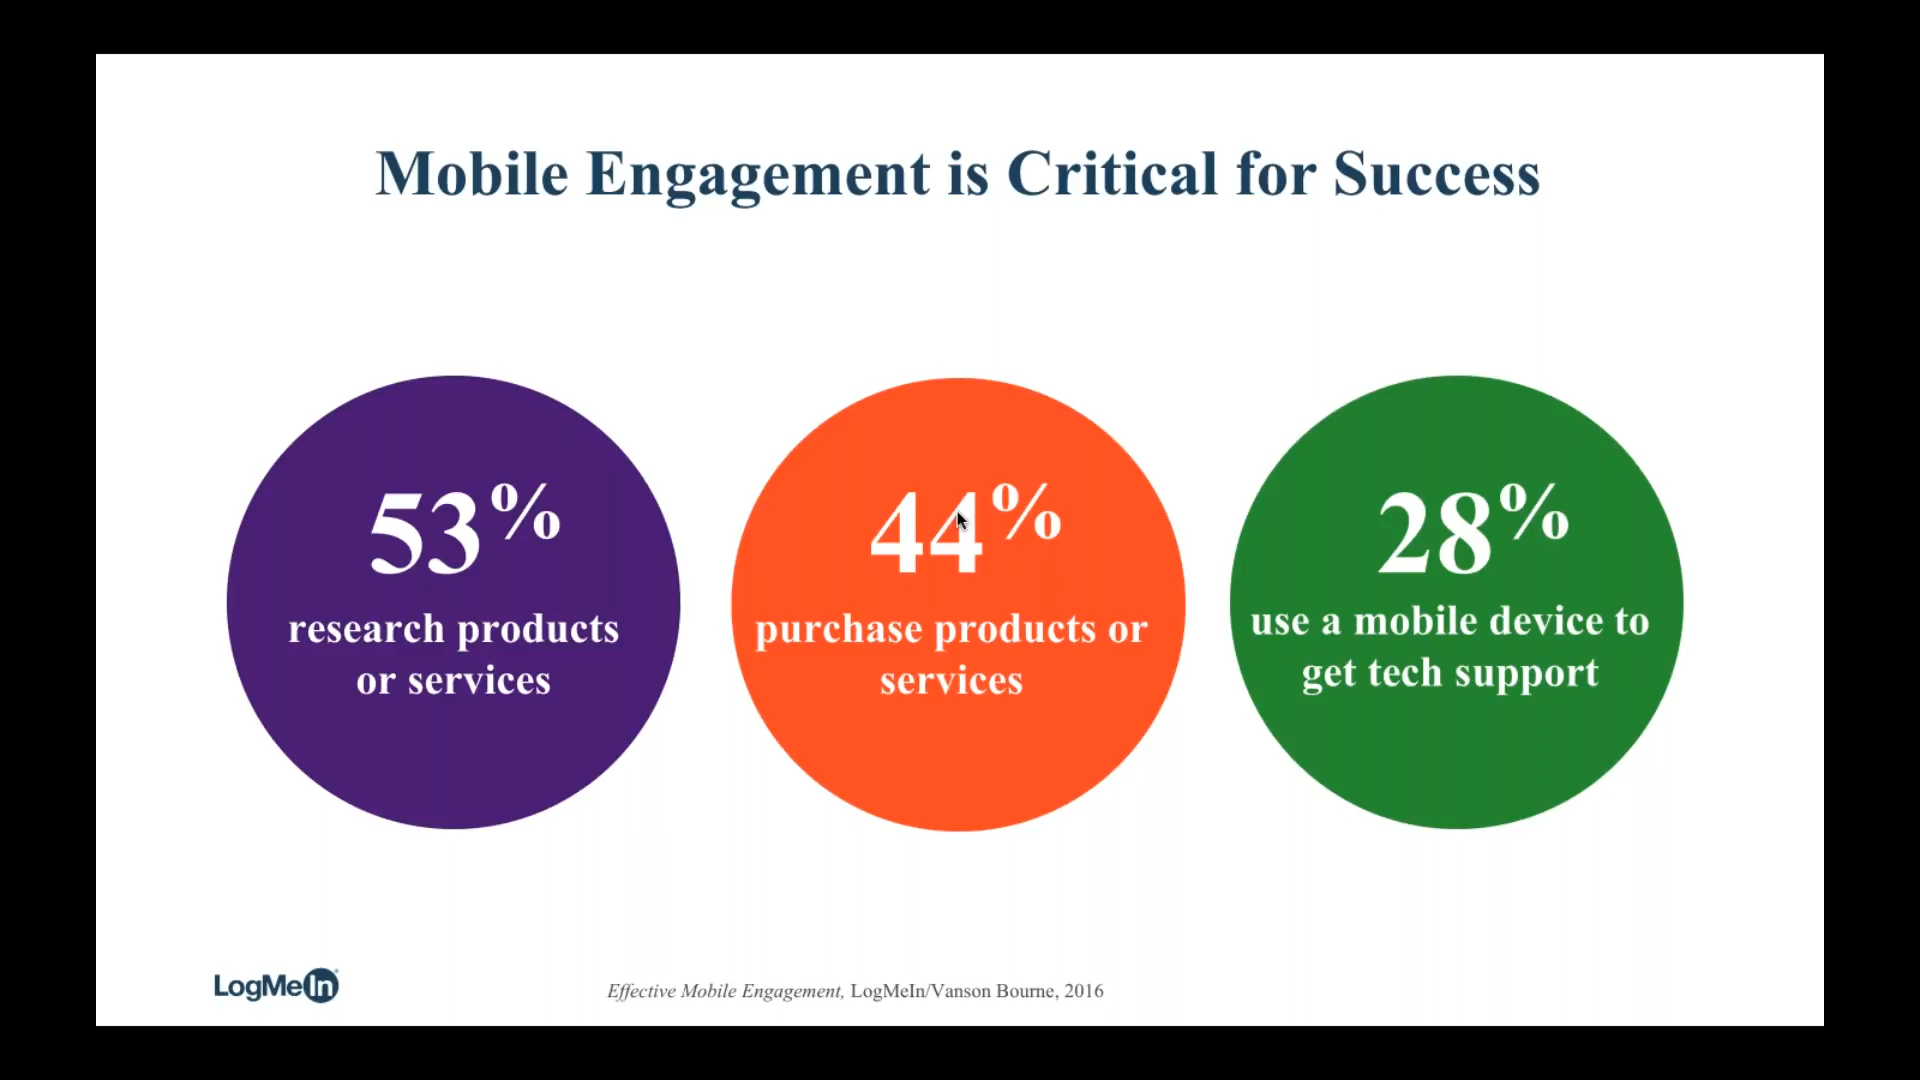 Mobile Engagement is Critical for Success
53%
research products
or services
44%
purchase products or
services
28%
use a mobile device to
get tech support
LogMeIn
Effective Mobile Engagement, LogMeIn/Vanson Bourne, 2016